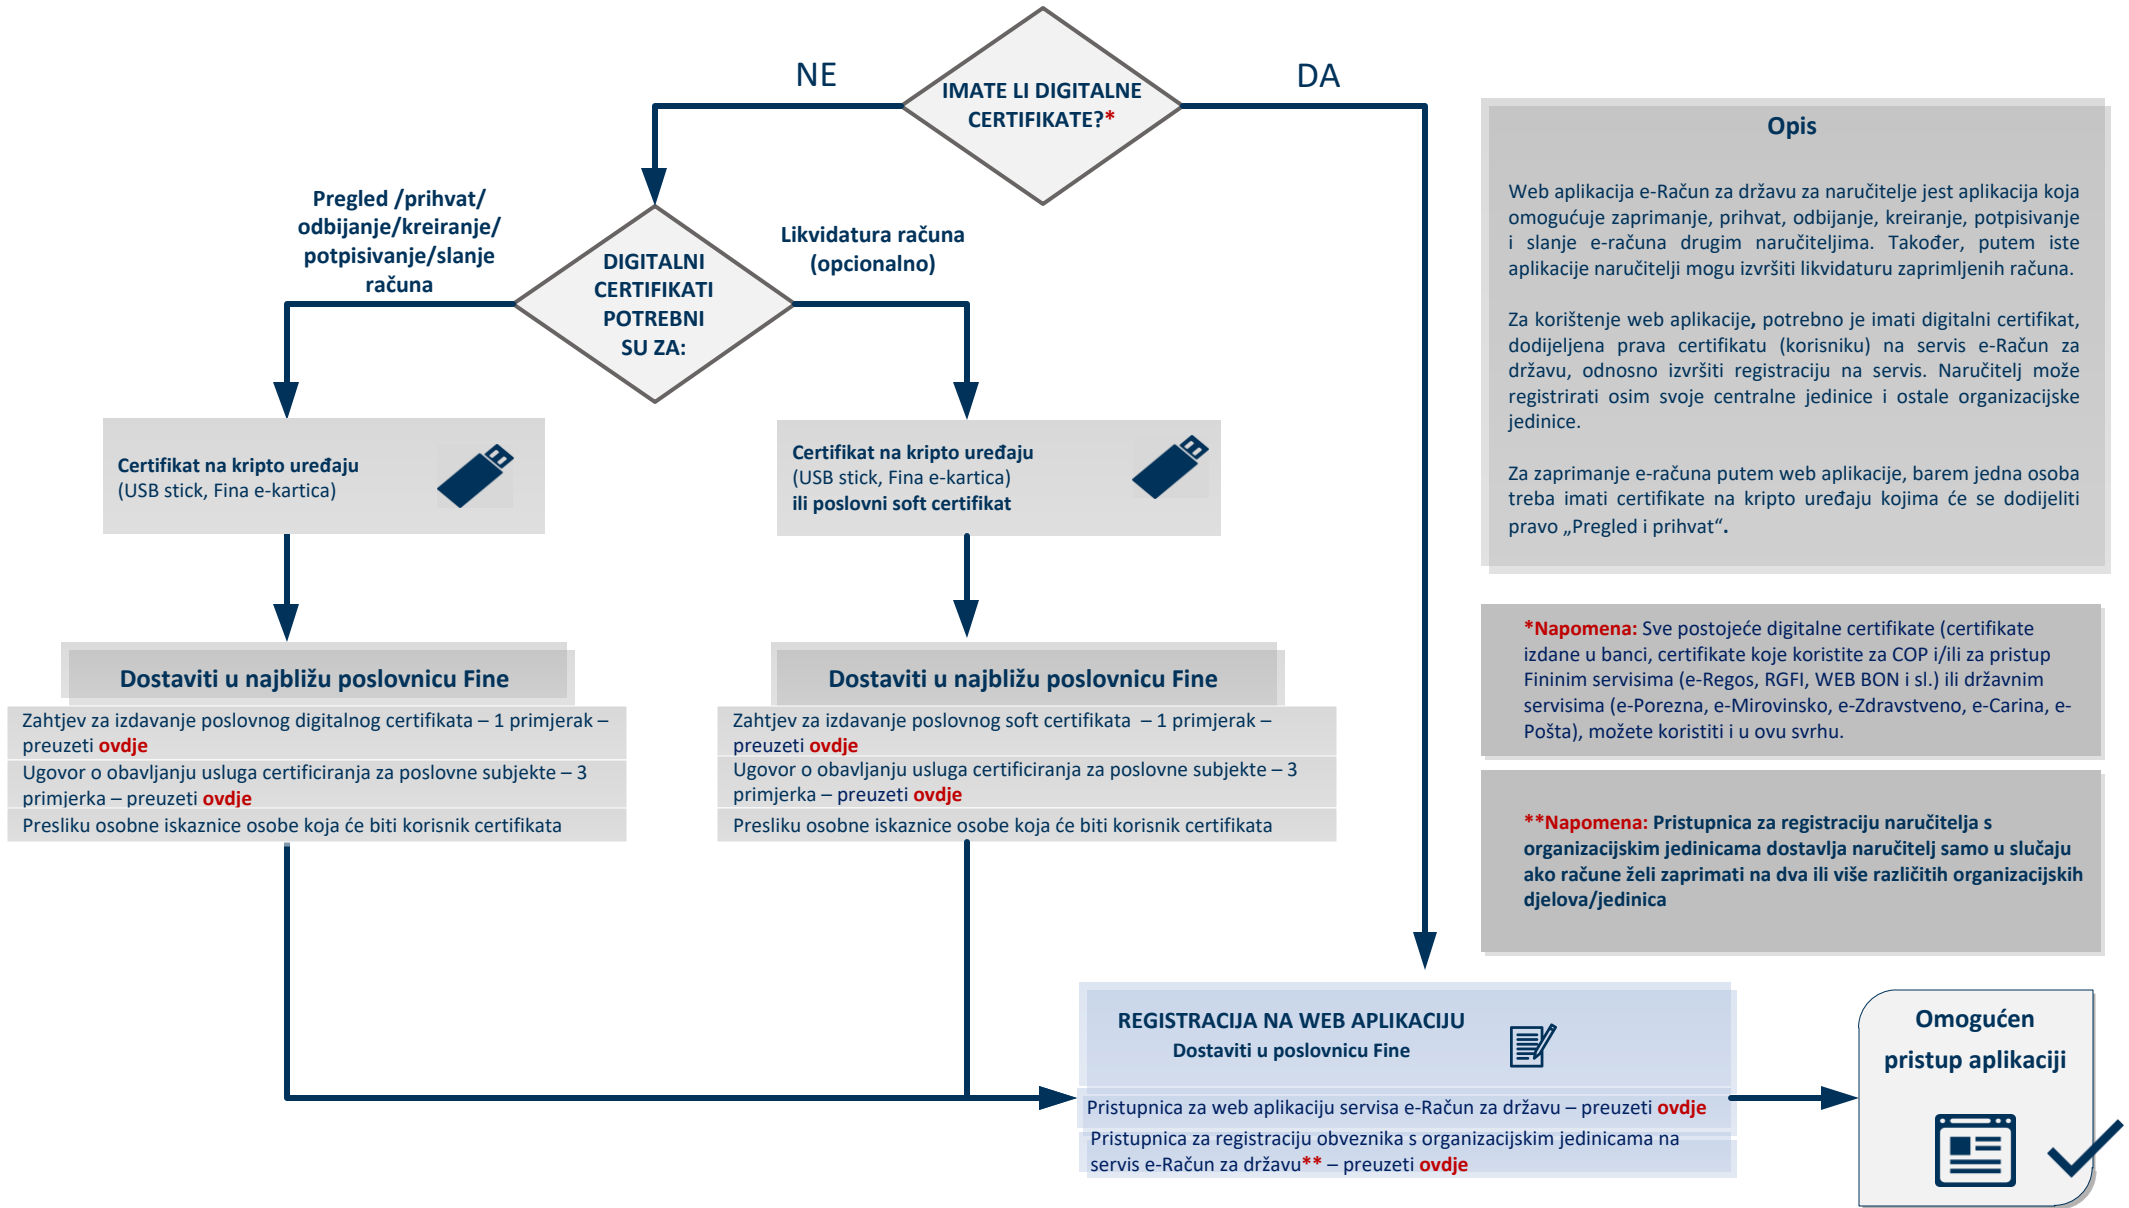 NE
IMATE LI DIGITALNE
CERTIFIKATE?*
DA
Pregled /prihvat/
odbijanje/kreiranje/
potpisivanje/slanje
računa
DIGITALNI
CERTIFIKATI
POTREBNI
SU ZA:
Likvidatura računa
(opcionalno)
Certifikat na kripto uređaju
(USB stick, Fina e-kartica)
Certifikat na kripto uređaju
(USB stick, Fina e-kartica)
ili poslovni soft certifikat
Dostaviti u najbližu poslovnicu Fine
Zahtjev za izdavanje poslovnog digitalnog certifikata – 1 primjerak –
preuzeti ovdje
Ugovor o obavljanju usluga certificiranja za poslovne subjekte – 3
primjerka – preuzeti ovdje
Presliku osobne iskaznice osobe koja će biti korisnik certifikata
Dostaviti u najbližu poslovnicu Fine
Zahtjev za izdavanje poslovnog soft certifikata – 1 primjerak –
preuzeti ovdje
Ugovor o obavljanju usluga certificiranja za poslovne subjekte – 3
primjerka – preuzeti ovdje
Presliku osobne iskaznice osobe koja će biti korisnik certifikata
Opis
Web aplikacija e-Račun za državu za naručitelje jest aplikacija koja
omogućuje zaprimanje, prihvat, odbijanje, kreiranje, potpisivanje
i slanje e-računa drugim naručiteljima. Također, putem iste
aplikacije naručitelji mogu izvršiti likvidaturu zaprimljenih računa.
Za korištenje web aplikacije, potrebno je imati digitalni certifikat,
dodijeljena prava certifikatu (korisniku) na servis e-Račun za
državu, odnosno izvršiti registraciju na servis. Naručitelj može
registrirati osim svoje centralne jedinice i ostale organizacijske
jedinice.
Za zaprimanje e-računa putem web aplikacije, barem jedna osoba
treba imati certifikate na kripto uređaju kojima će se dodijeliti
pravo „Pregled i prihvat“.
*Napomena: Sve postojeće digitalne certifikate (certifikate
izdane u banci, certifikate koje koristite za COP i/ili za pristup
Fininim servisima (e-Regos, RGFI, WEB BON i sl.) ili državnim
servisima (e-Porezna, e-Mirovinsko, e-Zdravstveno, e-Carina, e-
Pošta), možete koristiti i u ovu svrhu.
**Napomena: Pristupnica za registraciju naručitelja s
organizacijskim jedinicama dostavlja naručitelj samo u slučaju
ako račune želi zaprimati na dva ili više različitih organizacijskih
djelova/jedinica
REGISTRACIJA NA WEB APLIKACIJU
Dostaviti u poslovnicu Fine
Pristupnica za web aplikaciju servisa e-Račun za državu – preuzeti ovdje
Pristupnica za registraciju obveznika s organizacijskim jedinicama na
servis e-Račun za državu** – preuzeti ovdje
Omogućen
pristup aplikaciji